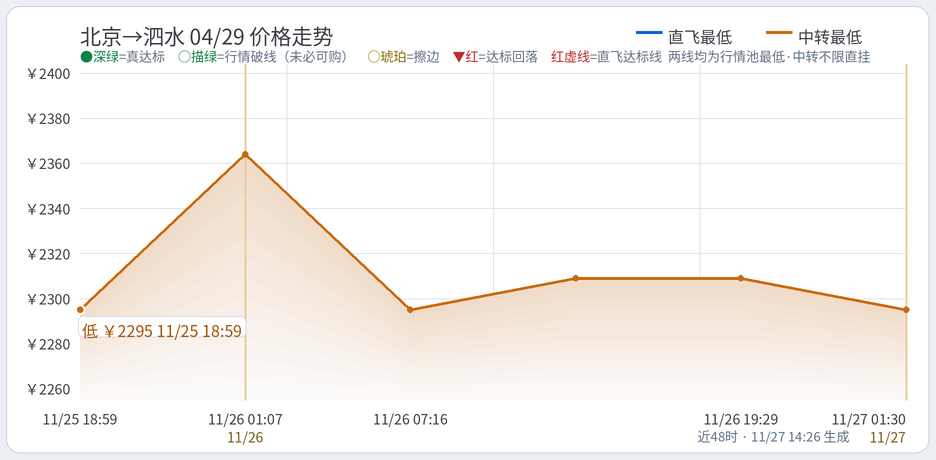 北京→泗水 04/29 价格走势
直飞最低 中转最低
●深绿=真达标 ○描绿=行情破线（未必可购） ○琥珀=擦边 ▼红=达标回落 红虚线=直飞达标线 两线均为行情池最低·中转不限直挂
￥2400
￥2380
￥2360
￥2340
￥2320
￥2300
￥2280
￥2260
低 ￥2295 11/25 18:59
11/25 18:59 11/26 01:07 11/26 07:16 11/26 19:29 11/27 01:30
11/26 近48时 · 11/27 14:26 生成 11/27